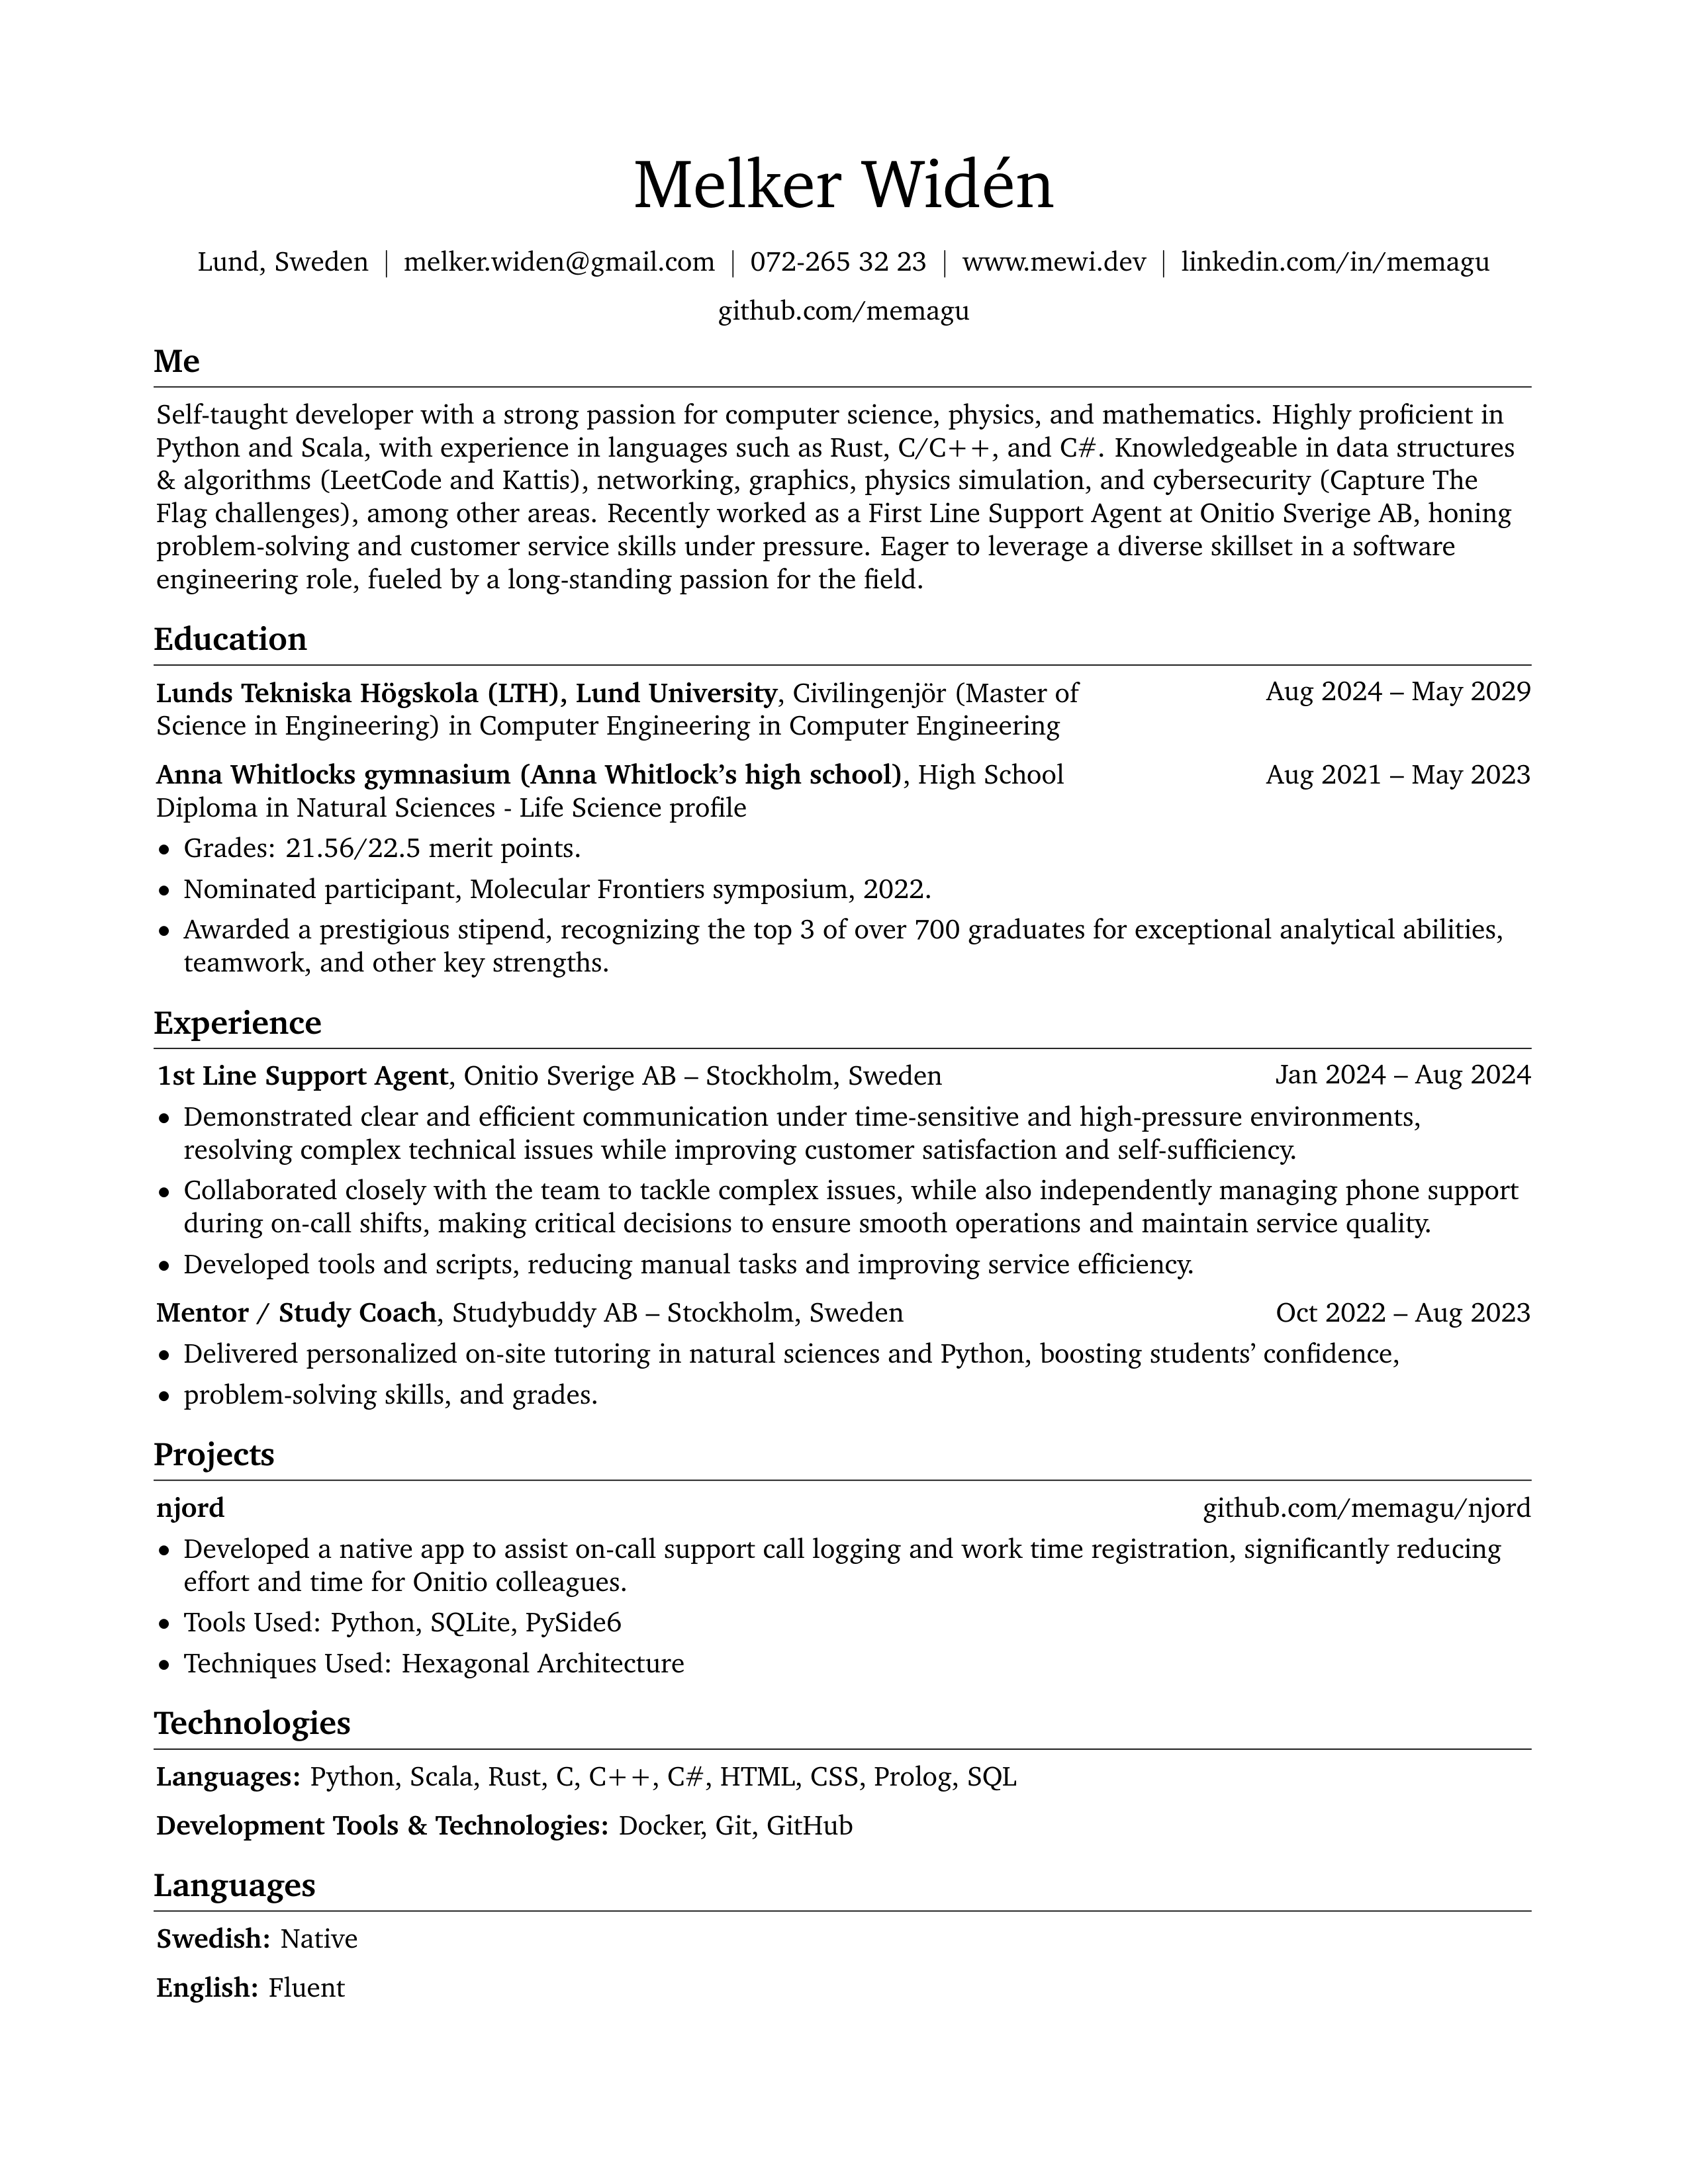 Melker Widén
Lund, Sweden | melker.widen@gmail.com | 072-265 32 23 | www.mewi.dev | linkedin.com/in/memagu
github.com/memagu
Me
Self-taught developer with a strong passion for computer science, physics, and mathematics. Highly proficient in
Python and Scala, with experience in languages such as Rust, C/C++, and C#. Knowledgeable in data structures
& algorithms (LeetCode and Kattis), networking, graphics, physics simulation, and cybersecurity (Capture The
Flag challenges), among other areas. Recently worked as a First Line Support Agent at Onitio Sverige AB, honing
problem-solving and customer service skills under pressure. Eager to leverage a diverse skillset in a software
engineering role, fueled by a long-standing passion for the field.
Education
Lunds Tekniska Högskola (LTH), Lund University, Civilingenjör (Master of Aug 2024 – May 2029
Science in Engineering) in Computer Engineering in Computer Engineering
Anna Whitlocks gymnasium (Anna Whitlock’s high school), High School Aug 2021 – May 2023
Diploma in Natural Sciences - Life Science profile
• Grades: 21.56/22.5 merit points.
• Nominated participant, Molecular Frontiers symposium, 2022.
• Awarded a prestigious stipend, recognizing the top 3 of over 700 graduates for exceptional analytical abilities,
teamwork, and other key strengths.
Experience
1st Line Support Agent, Onitio Sverige AB – Stockholm, Sweden Jan 2024 – Aug 2024
• Demonstrated clear and efficient communication under time-sensitive and high-pressure environments,
resolving complex technical issues while improving customer satisfaction and self-sufficiency.
• Collaborated closely with the team to tackle complex issues, while also independently managing phone support
during on-call shifts, making critical decisions to ensure smooth operations and maintain service quality.
• Developed tools and scripts, reducing manual tasks and improving service efficiency.
Mentor / Study Coach, Studybuddy AB – Stockholm, Sweden Oct 2022 – Aug 2023
• Delivered personalized on-site tutoring in natural sciences and Python, boosting students’ confidence,
• problem-solving skills, and grades.
Projects
njord github.com/memagu/njord
• Developed a native app to assist on-call support call logging and work time registration, significantly reducing
effort and time for Onitio colleagues.
• Tools Used: Python, SQLite, PySide6
• Techniques Used: Hexagonal Architecture
Technologies
Languages: Python, Scala, Rust, C, C++, C#, HTML, CSS, Prolog, SQL
Development Tools & Technologies: Docker, Git, GitHub
Languages
Swedish: Native
English: Fluent